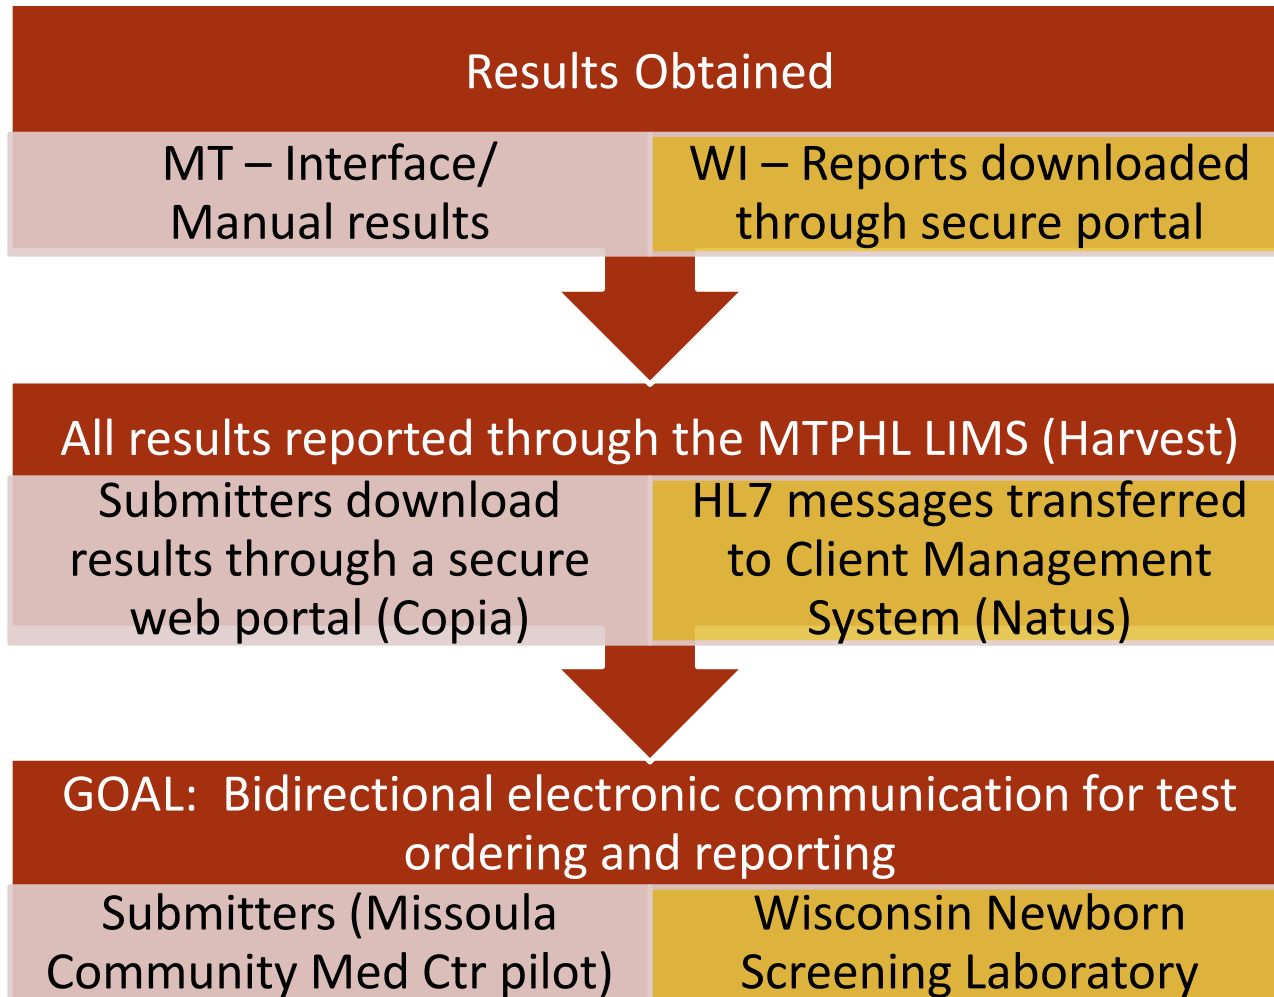 Results Obtained
MT – Interface/
Manual results
WI – Reports downloaded
through secure portal
All results reported through the MTPHL LIMS (Harvest)
Submitters download
results through a secure
web portal (Copia)
HL7 messages transferred
to Client Management
System (Natus)
GOAL:  Bidirectional electronic communication for test
ordering and reporting
Submitters (Missoula
Community Med Ctr pilot)
Wisconsin Newborn
Screening Laboratory